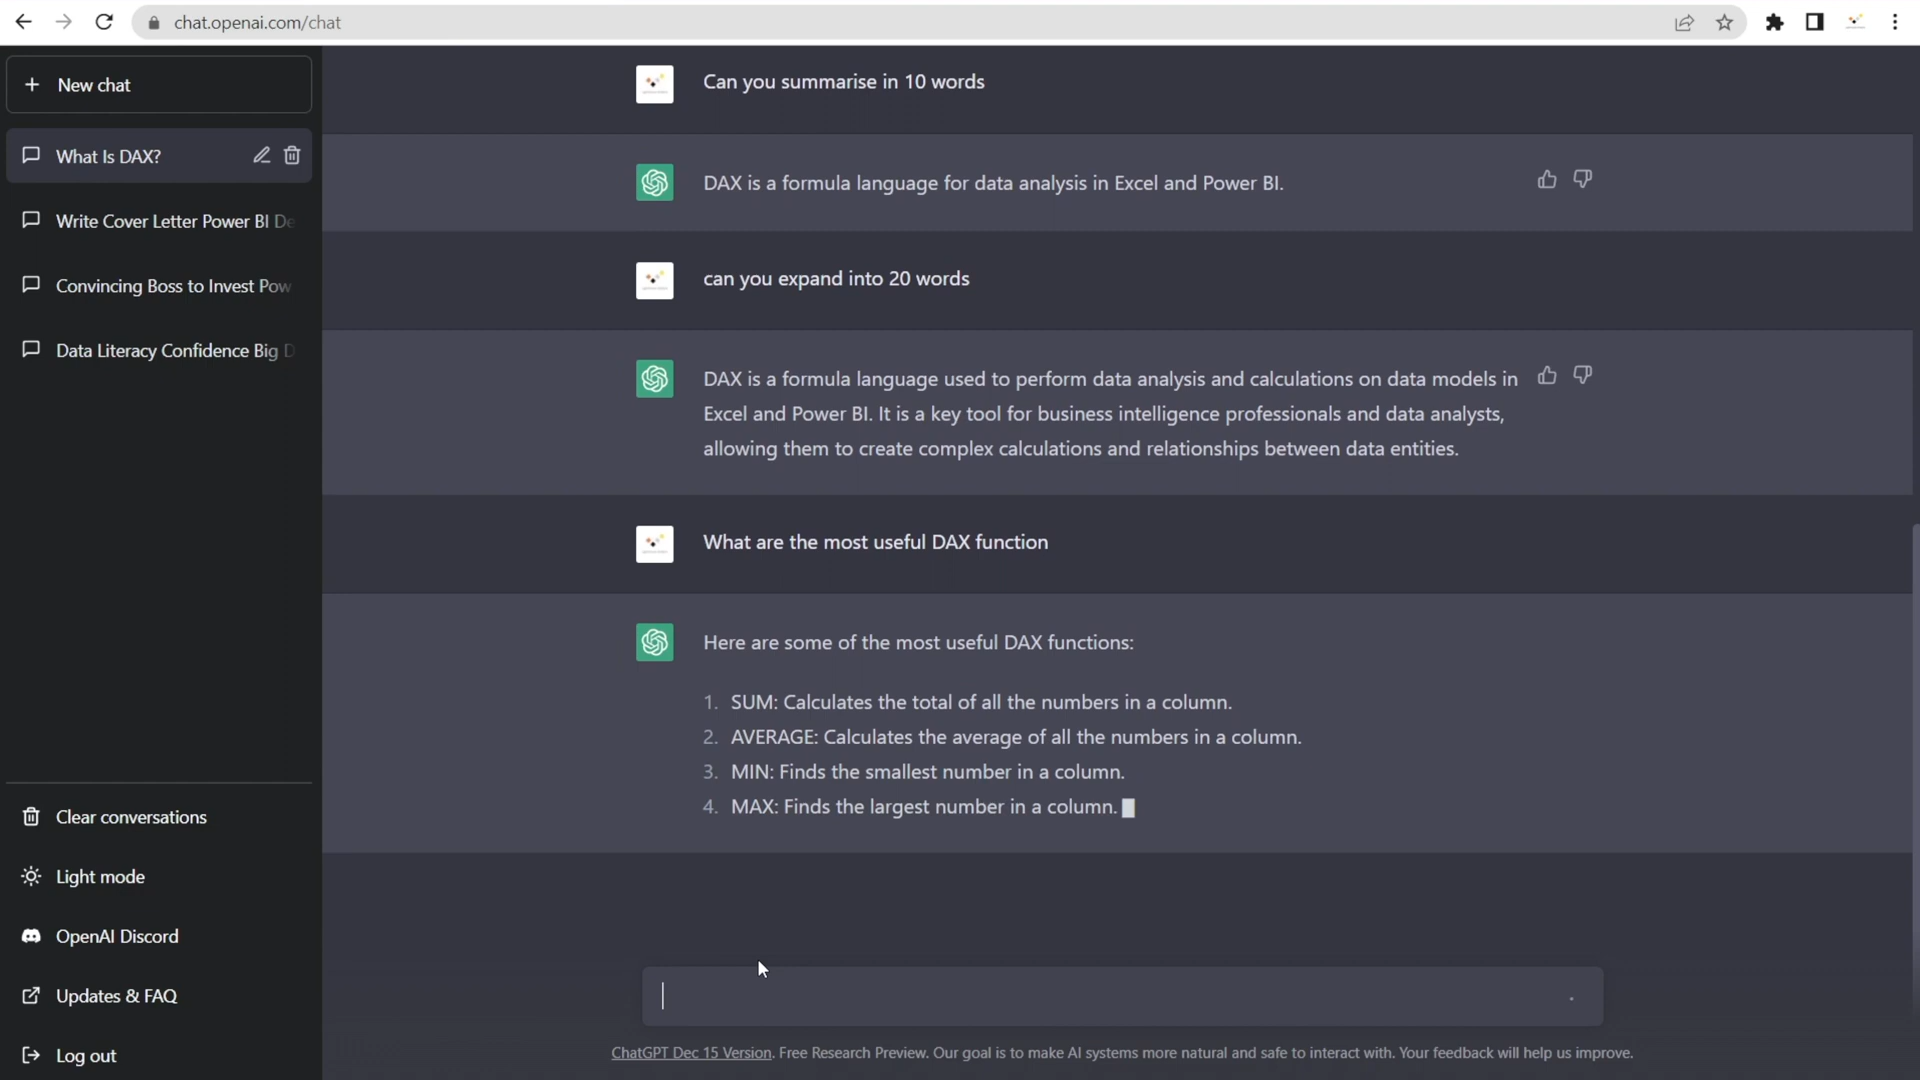 chat.openai.com/chat
New chat
What Is DAX?
Write Cover Letter Power BI De
Convincing Boss to Invest Pow
Data Literacy Confidence Big D
Clear conversations
Light mode
OpenAI Discord
Updates & FAQ
Log out
Can you summarise in 10 words
DAX is a formula language for data analysis in Excel and Power BI.
can you expand into 20 words
DAX is a formula language used to perform data analysis and calculations on data models in
Excel and Power BI. It is a key tool for business intelligence professionals and data analysts,
allowing them to create complex calculations and relationships between data entities.
What are the most useful DAX function
Here are some of the most useful DAX functions:
1. SUM: Calculates the total of all the numbers in a column.
2. AVERAGE: Calculates the average of all the numbers in a column.
3. MIN: Finds the smallest number in a column.
4. MAX: Finds the largest number in a column.
ChatGPT Dec 15 Version. Free Research Preview. Our goal is to make AI systems more natural and safe to interact with. Your feedback will help us improve.